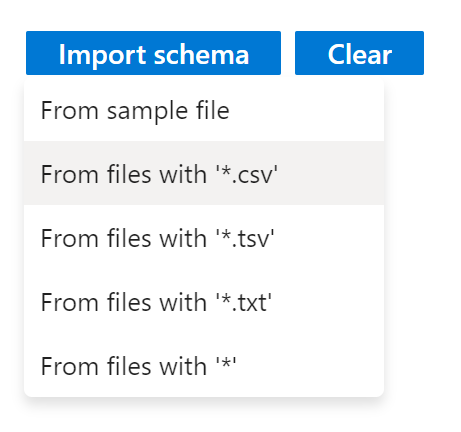 Import schema Clear
From sample file
From files with '*.csv'
From files with '*.tsv'
From files with '*.txt'
From files with '*'